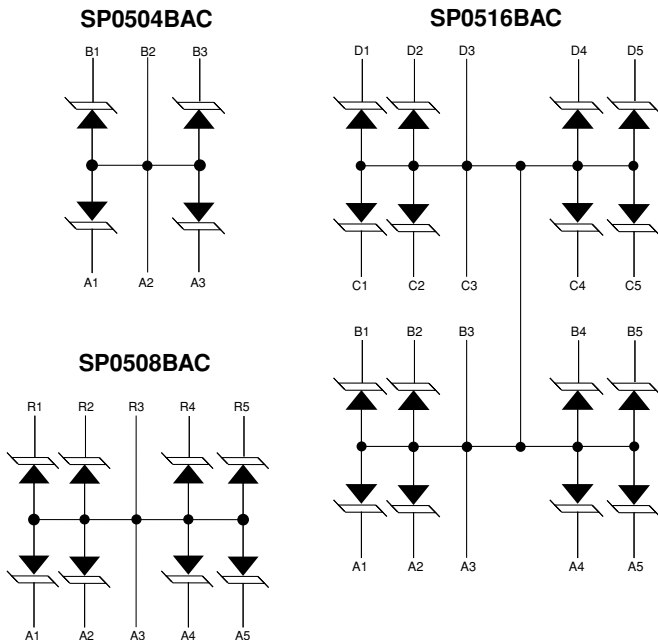 SP0504BAC
B1 B2 B3
A1 A2 A3
SP0508BAC
R1 R2 R3 R4 R5
A1 A2 A3 A4 A5
SP0516BAC
D1 D2 D3 D4 D5
C1 C2 C3 C4 C5
B1 B2 B3 B4 B5
A1 A2 A3 A4 A5